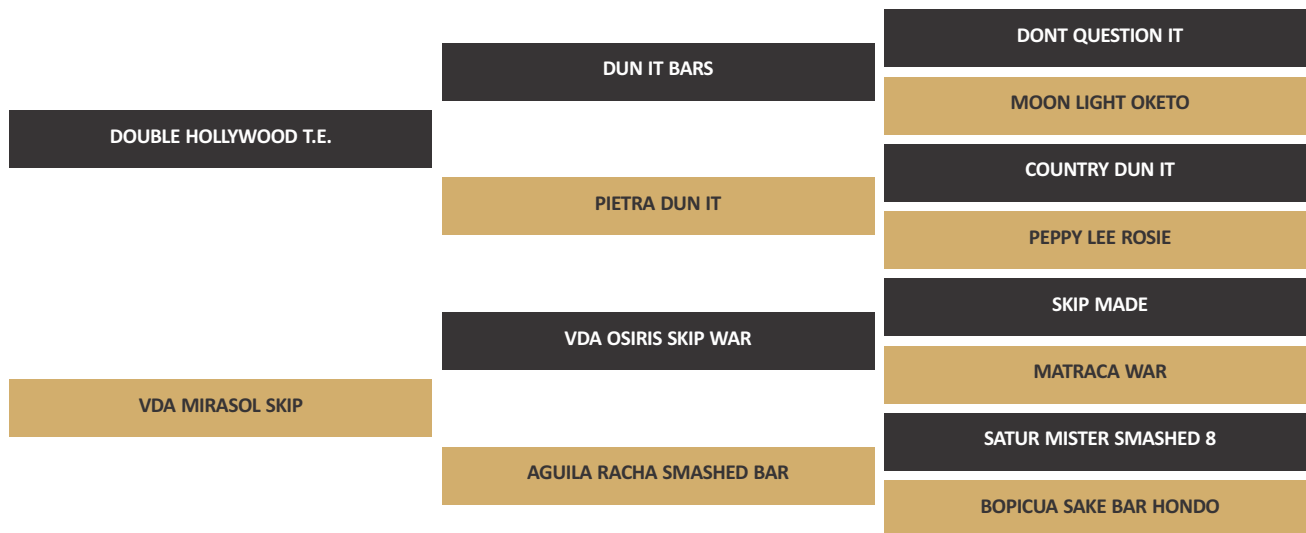 DONT QUESTION IT
DUN IT BARS
MOON LIGHT OKETO
DOUBLE HOLLYWOOD T.E.
COUNTRY DUN IT
PIETRA DUN IT
PEPPY LEE ROSIE
SKIP MADE
VDA OSIRIS SKIP WAR
MATRACA WAR
VDA MIRASOL SKIP
SATUR MISTER SMASHED 8
AGUILA RACHA SMASHED BAR
BOPICUA SAKE BAR HONDO